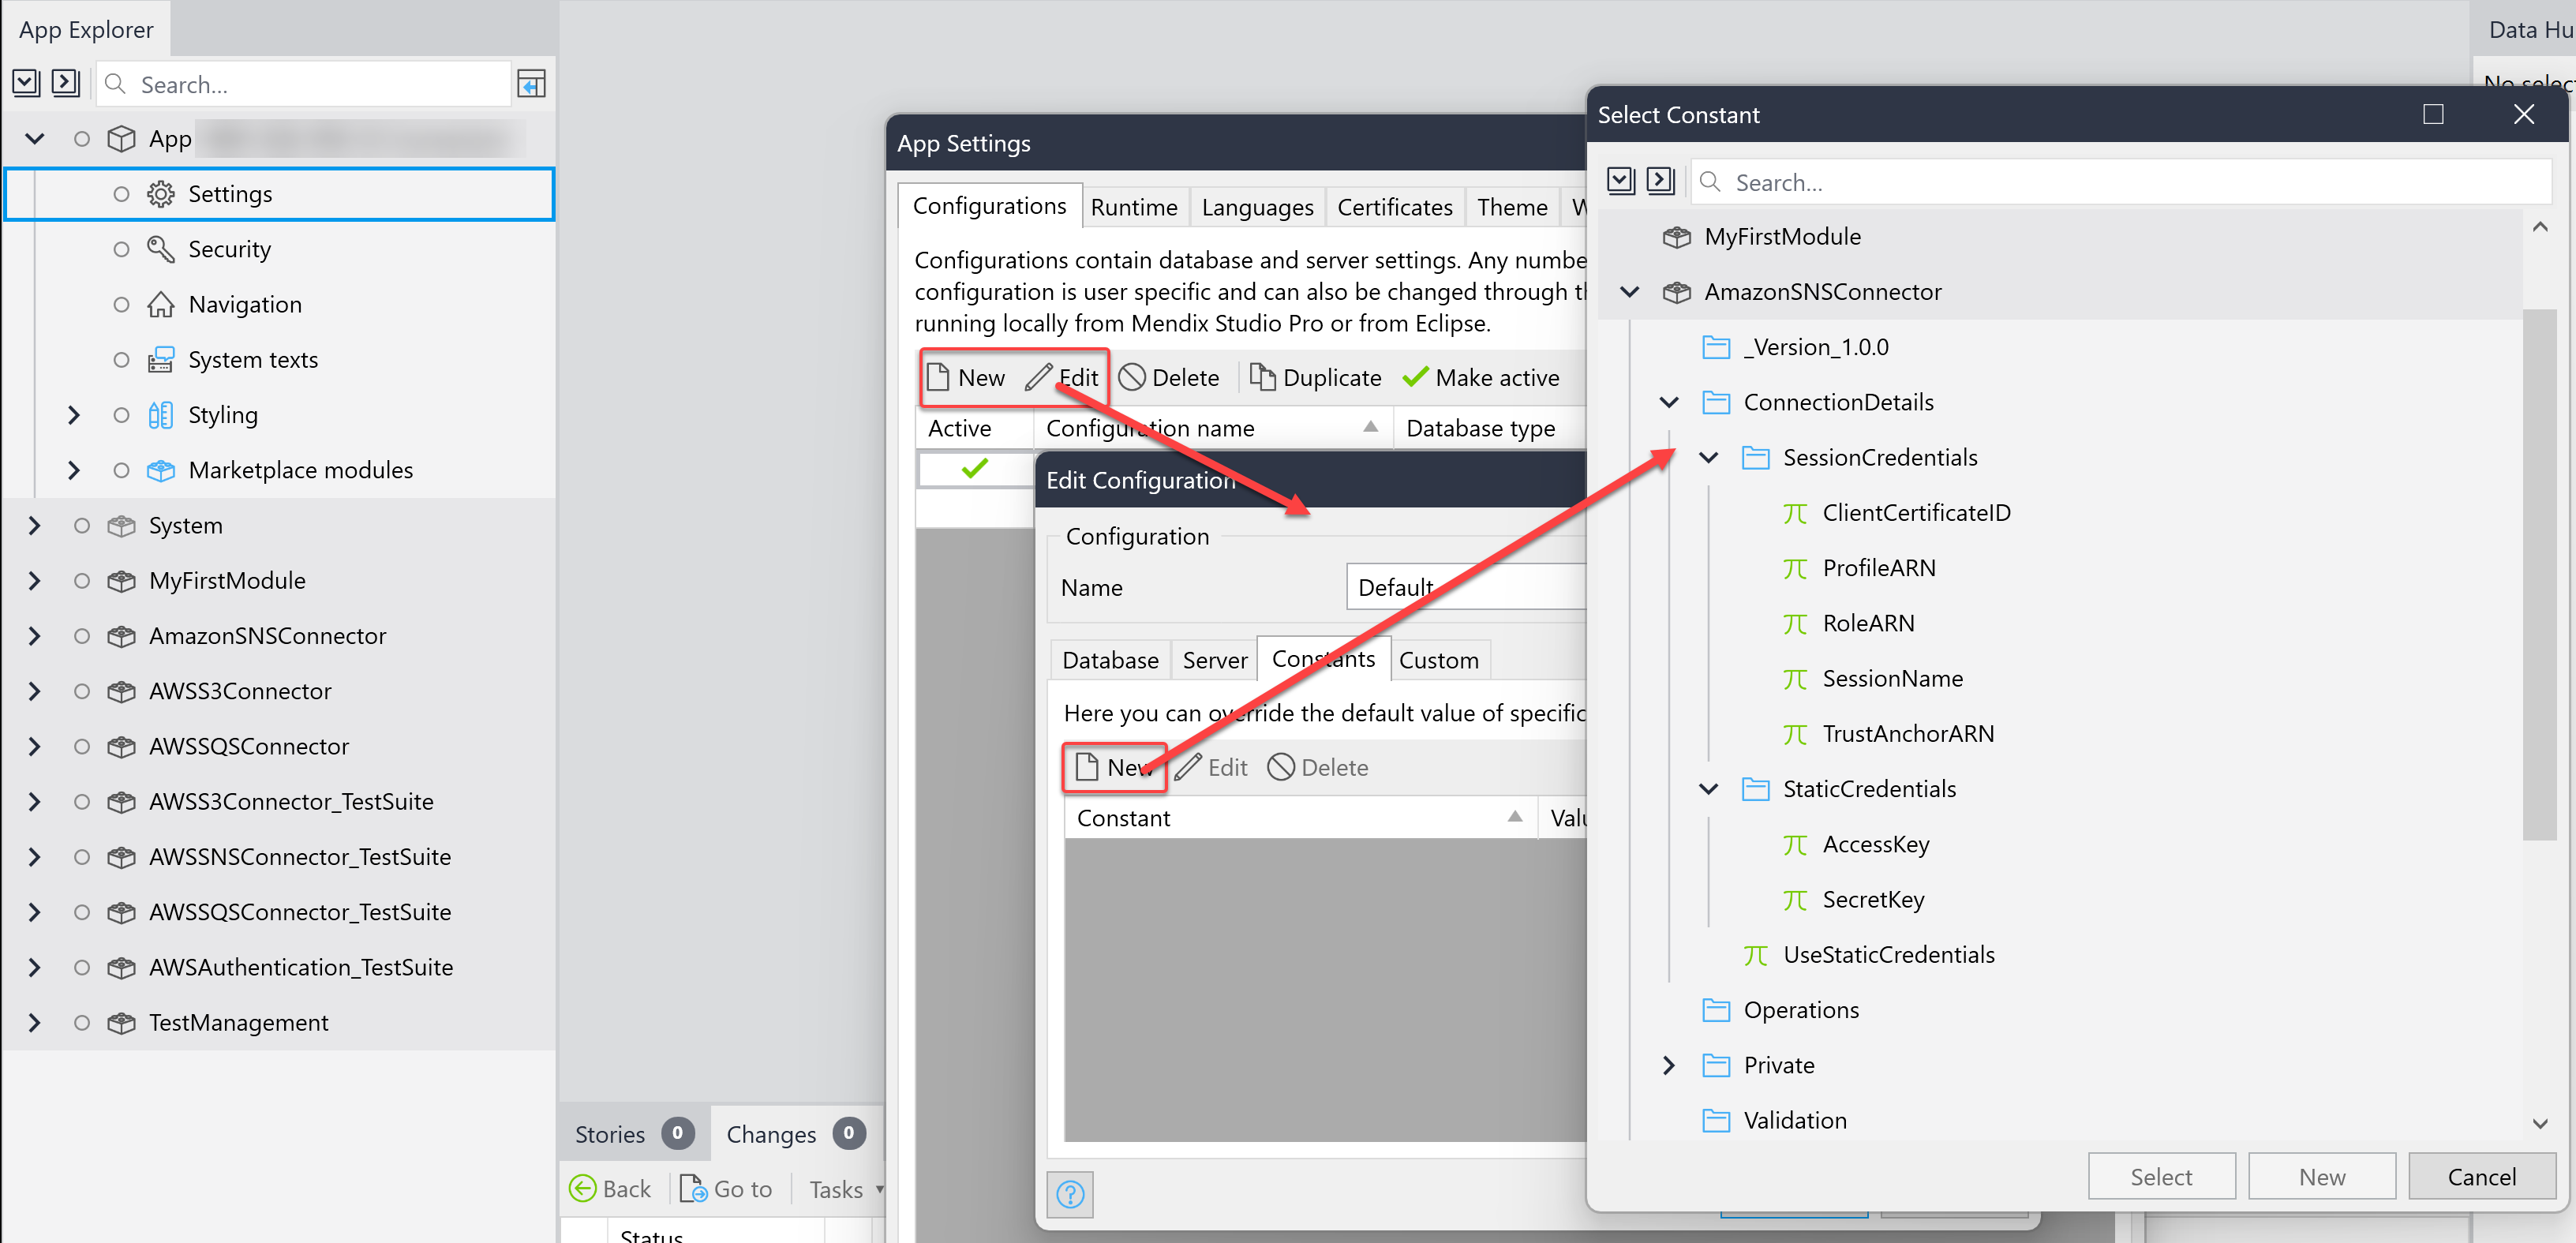 App Explorer
Search...
App
Settings
Security
Navigation
System texts
Styling
Marketplace modules
System
MyFirstModule
AmazonSNSConnector
AWSS3Connector
AWSSQSConnector
AWSS3Connector_TestSuite
AWSSNSConnector_TestSuite
AWSSQSConnector_TestSuite
AWSAuthentication_TestSuite
TestManagement
Stories 0 Changes 0
Back Go to Tasks
Status
App Settings
Configurations Runtime Languages Certificates Theme W
Configurations contain database and server settings. Any numbe
configuration is user specific and can also be changed through t
running locally from Mendix Studio Pro or from Eclipse.
New Edit Delete Duplicate Make active
Active Configuration name Database type
Edit Configuration
Configuration
Name Default
Database Server Constants Custom
Here you can override the default value of specific
New Edit Delete
Constant Valu
?
Data Hu
No select
Select Constant
Search...
MyFirstModule
AmazonSNSConnector
_Version_1.0.0
ConnectionDetails
SessionCredentials
ClientCertificateID
ProfileARN
RoleARN
SessionName
TrustAnchorARN
StaticCredentials
AccessKey
SecretKey
UseStaticCredentials
Operations
Private
Validation
Select New Cancel